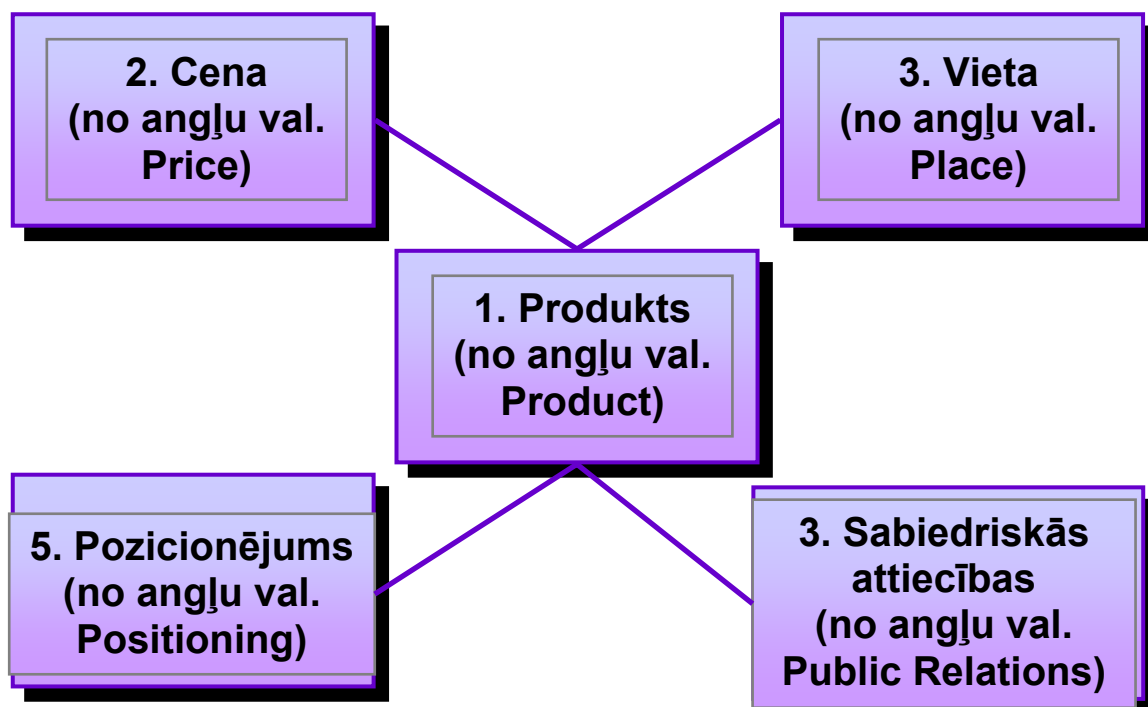 2. Cena
(no angļu val.
Price)
3. Vieta
(no angļu val.
Place)
1. Produkts
(no angļu val.
Product)
5. Pozicionējums
(no angļu val.
Positioning)
3. Sabiedriskās
attiecības
(no angļu val.
Public Relations)